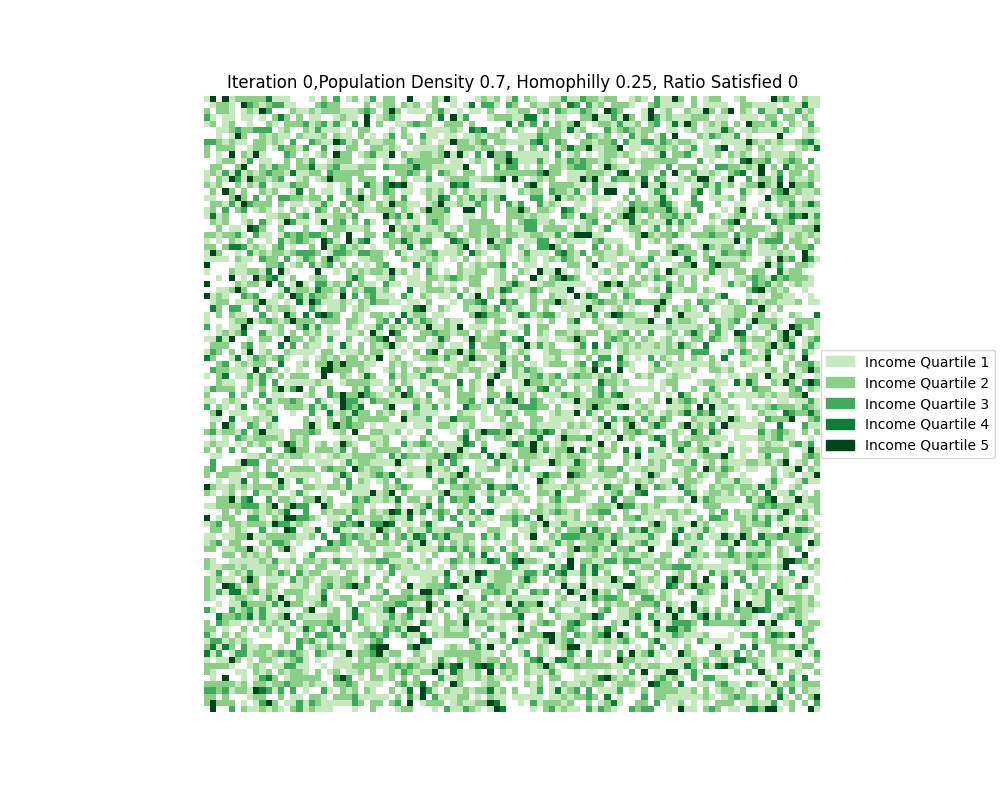 Iteration 0,Population Density 0.7, Homophilly 0.25, Ratio Satisfied 0
Income Quartile 1
Income Quartile 2
Income Quartile 3
Income Quartile 4
Income Quartile 5